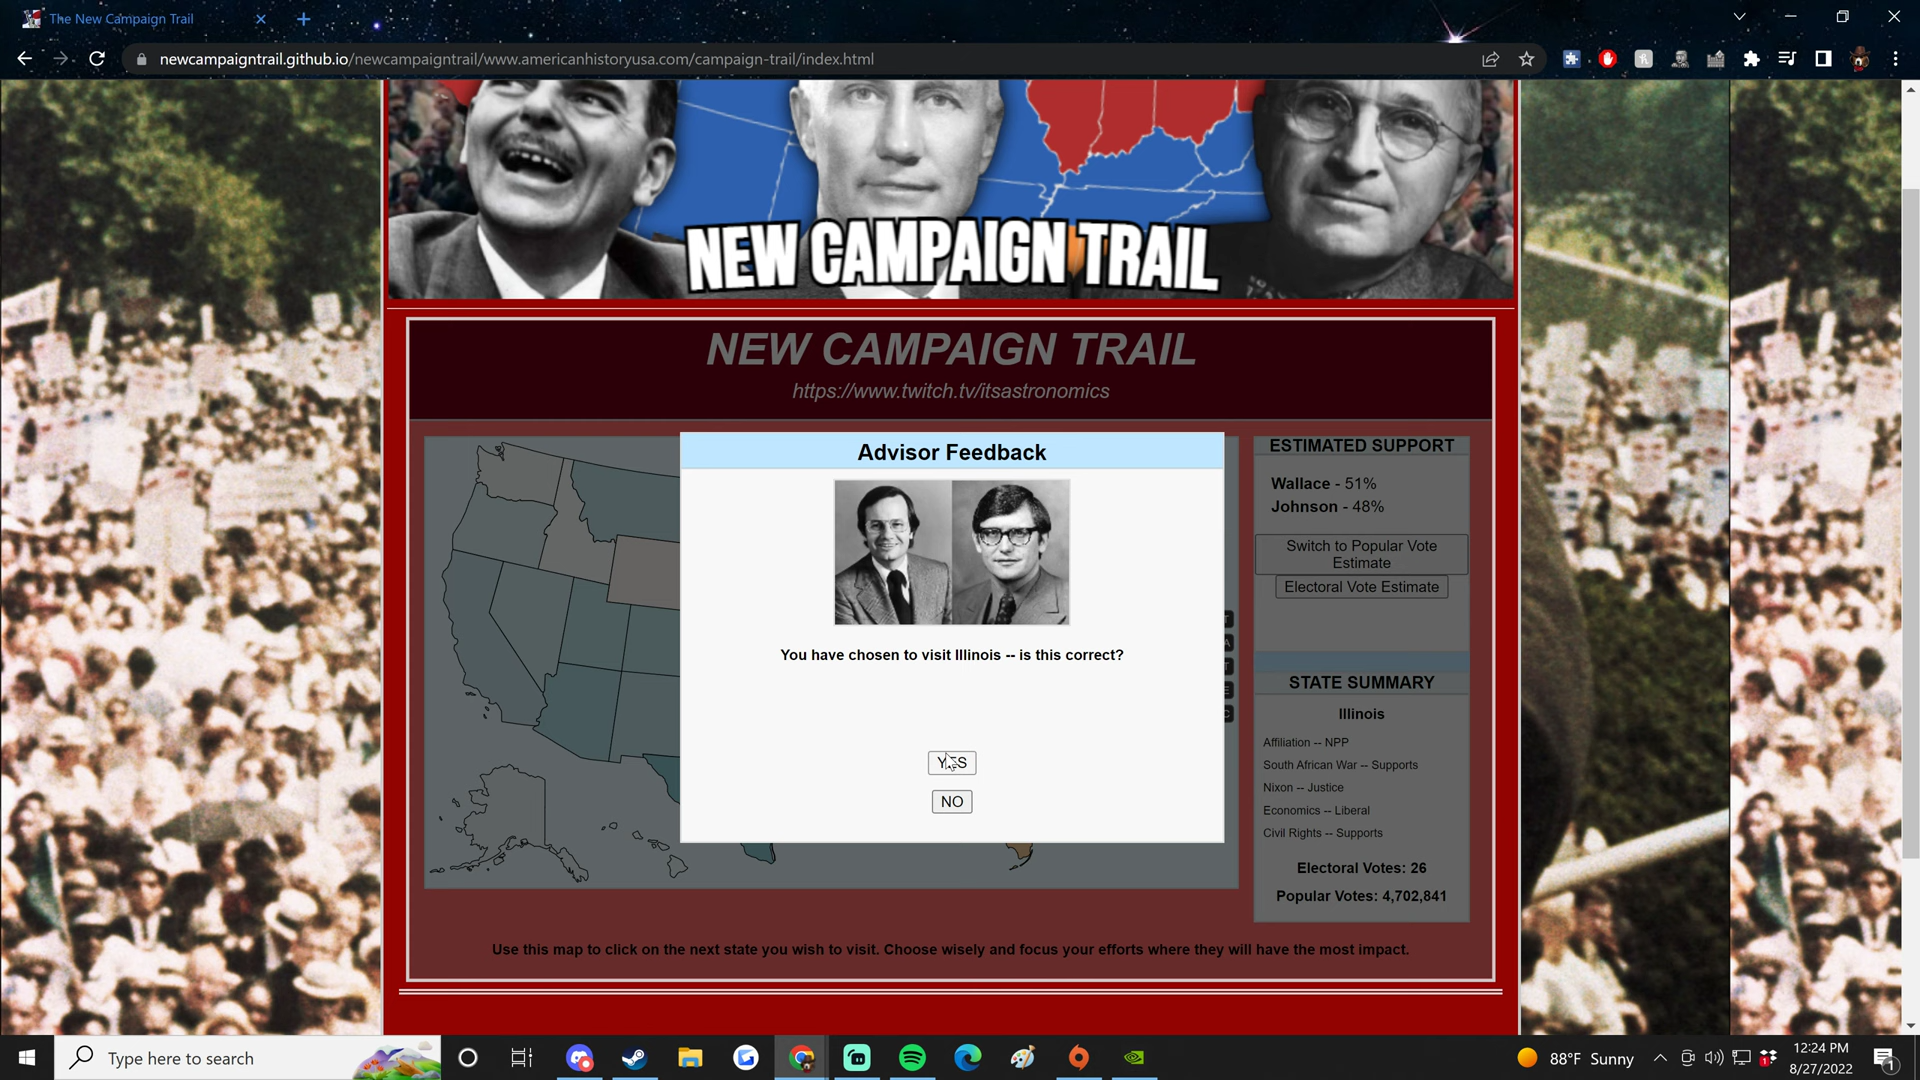 The New Campaign Trail
newcampaigntrail.github.io/newcampaigntrail/www.americanhistoryusa.com/campaign-trail/index.html
NEW CAMPAIGN TRAIL
NEW CAMPAIGN TRAIL
https://www.twitch.tv/itsastronomics
Advisor Feedback
You have chosen to visit Illinois -- is this correct?
YES
NO
ESTIMATED SUPPORT
Wallace - 51%
Johnson - 48%
Switch to Popular Vote
Estimate
Electoral Vote Estimate
STATE SUMMARY
Illinois
Affiliation -- NPP
South African War -- Supports
Nixon -- Justice
Economics -- Liberal
Civil Rights -- Supports
Electoral Votes: 26
Popular Votes: 4,702,841
Use this map to click on the next state you wish to visit. Choose wisely and focus your efforts where they will have the most impact.
Type here to search
88°F Sunny
12:24 PM
8/27/2022
1